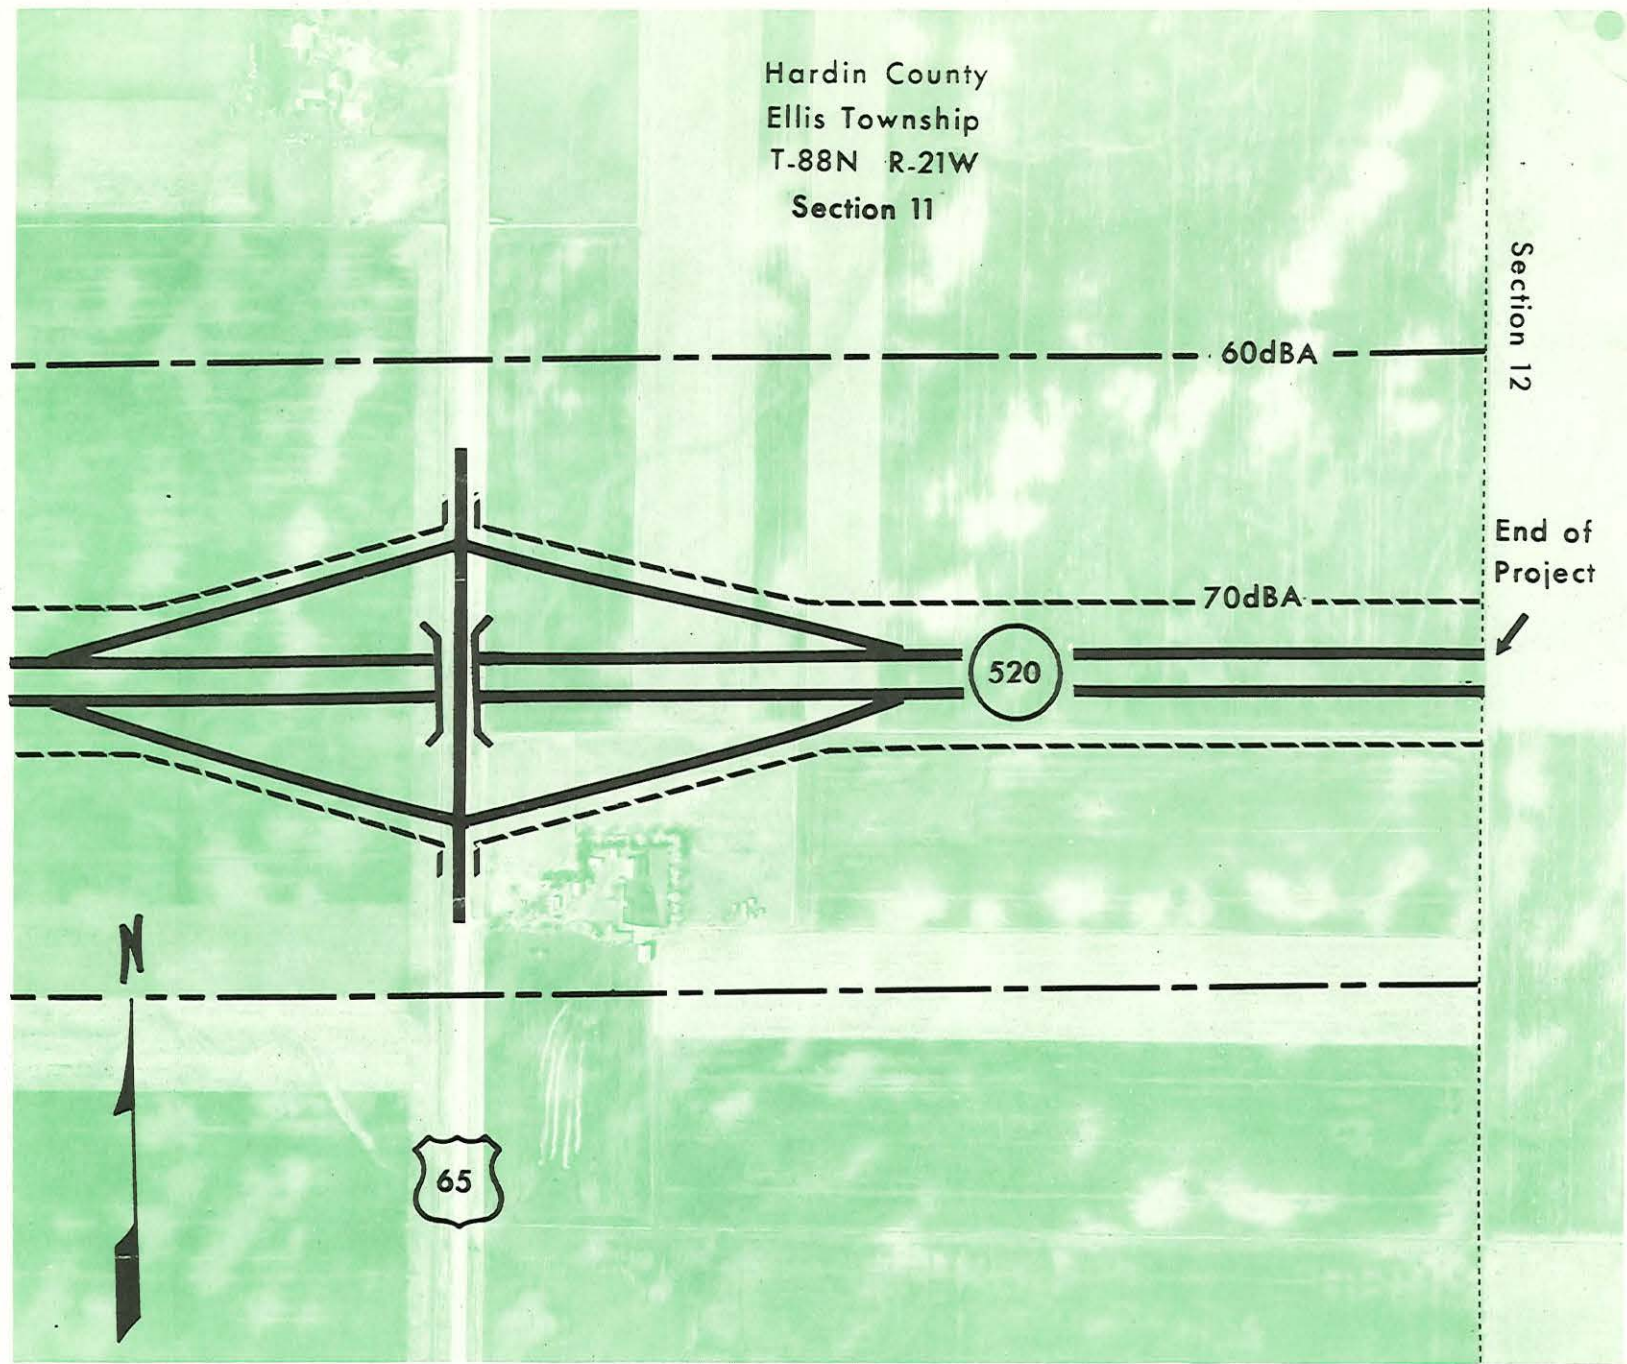 Hardin County
Ellis Township
T-88N R-21W
Section 11
Section 12
60dBA
End of
Project
70dBA
520
N
65